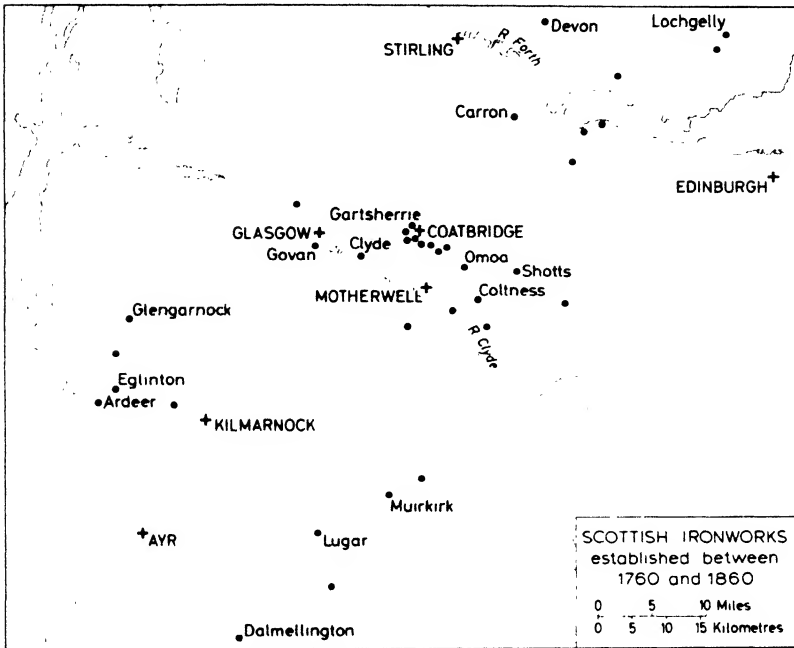 Devon
Lochgelly
STIRLING
R Forth
Carron
EDINBURGH
Gartsherrie
GLASGOW
COATBRIDGE
Govan
Clyde
Omoa
Shotts
MOTHERWELL
Coltness
Glengarnock
R Clyde
Eglinton
Ardeer
KILMARNOCK
Muirkirk
AYR
Lugar
Dalmellington
SCOTTISH IRONWORKS
established between
1760 and 1860
0 5 10 Miles
0 5 10 15 Kilometres